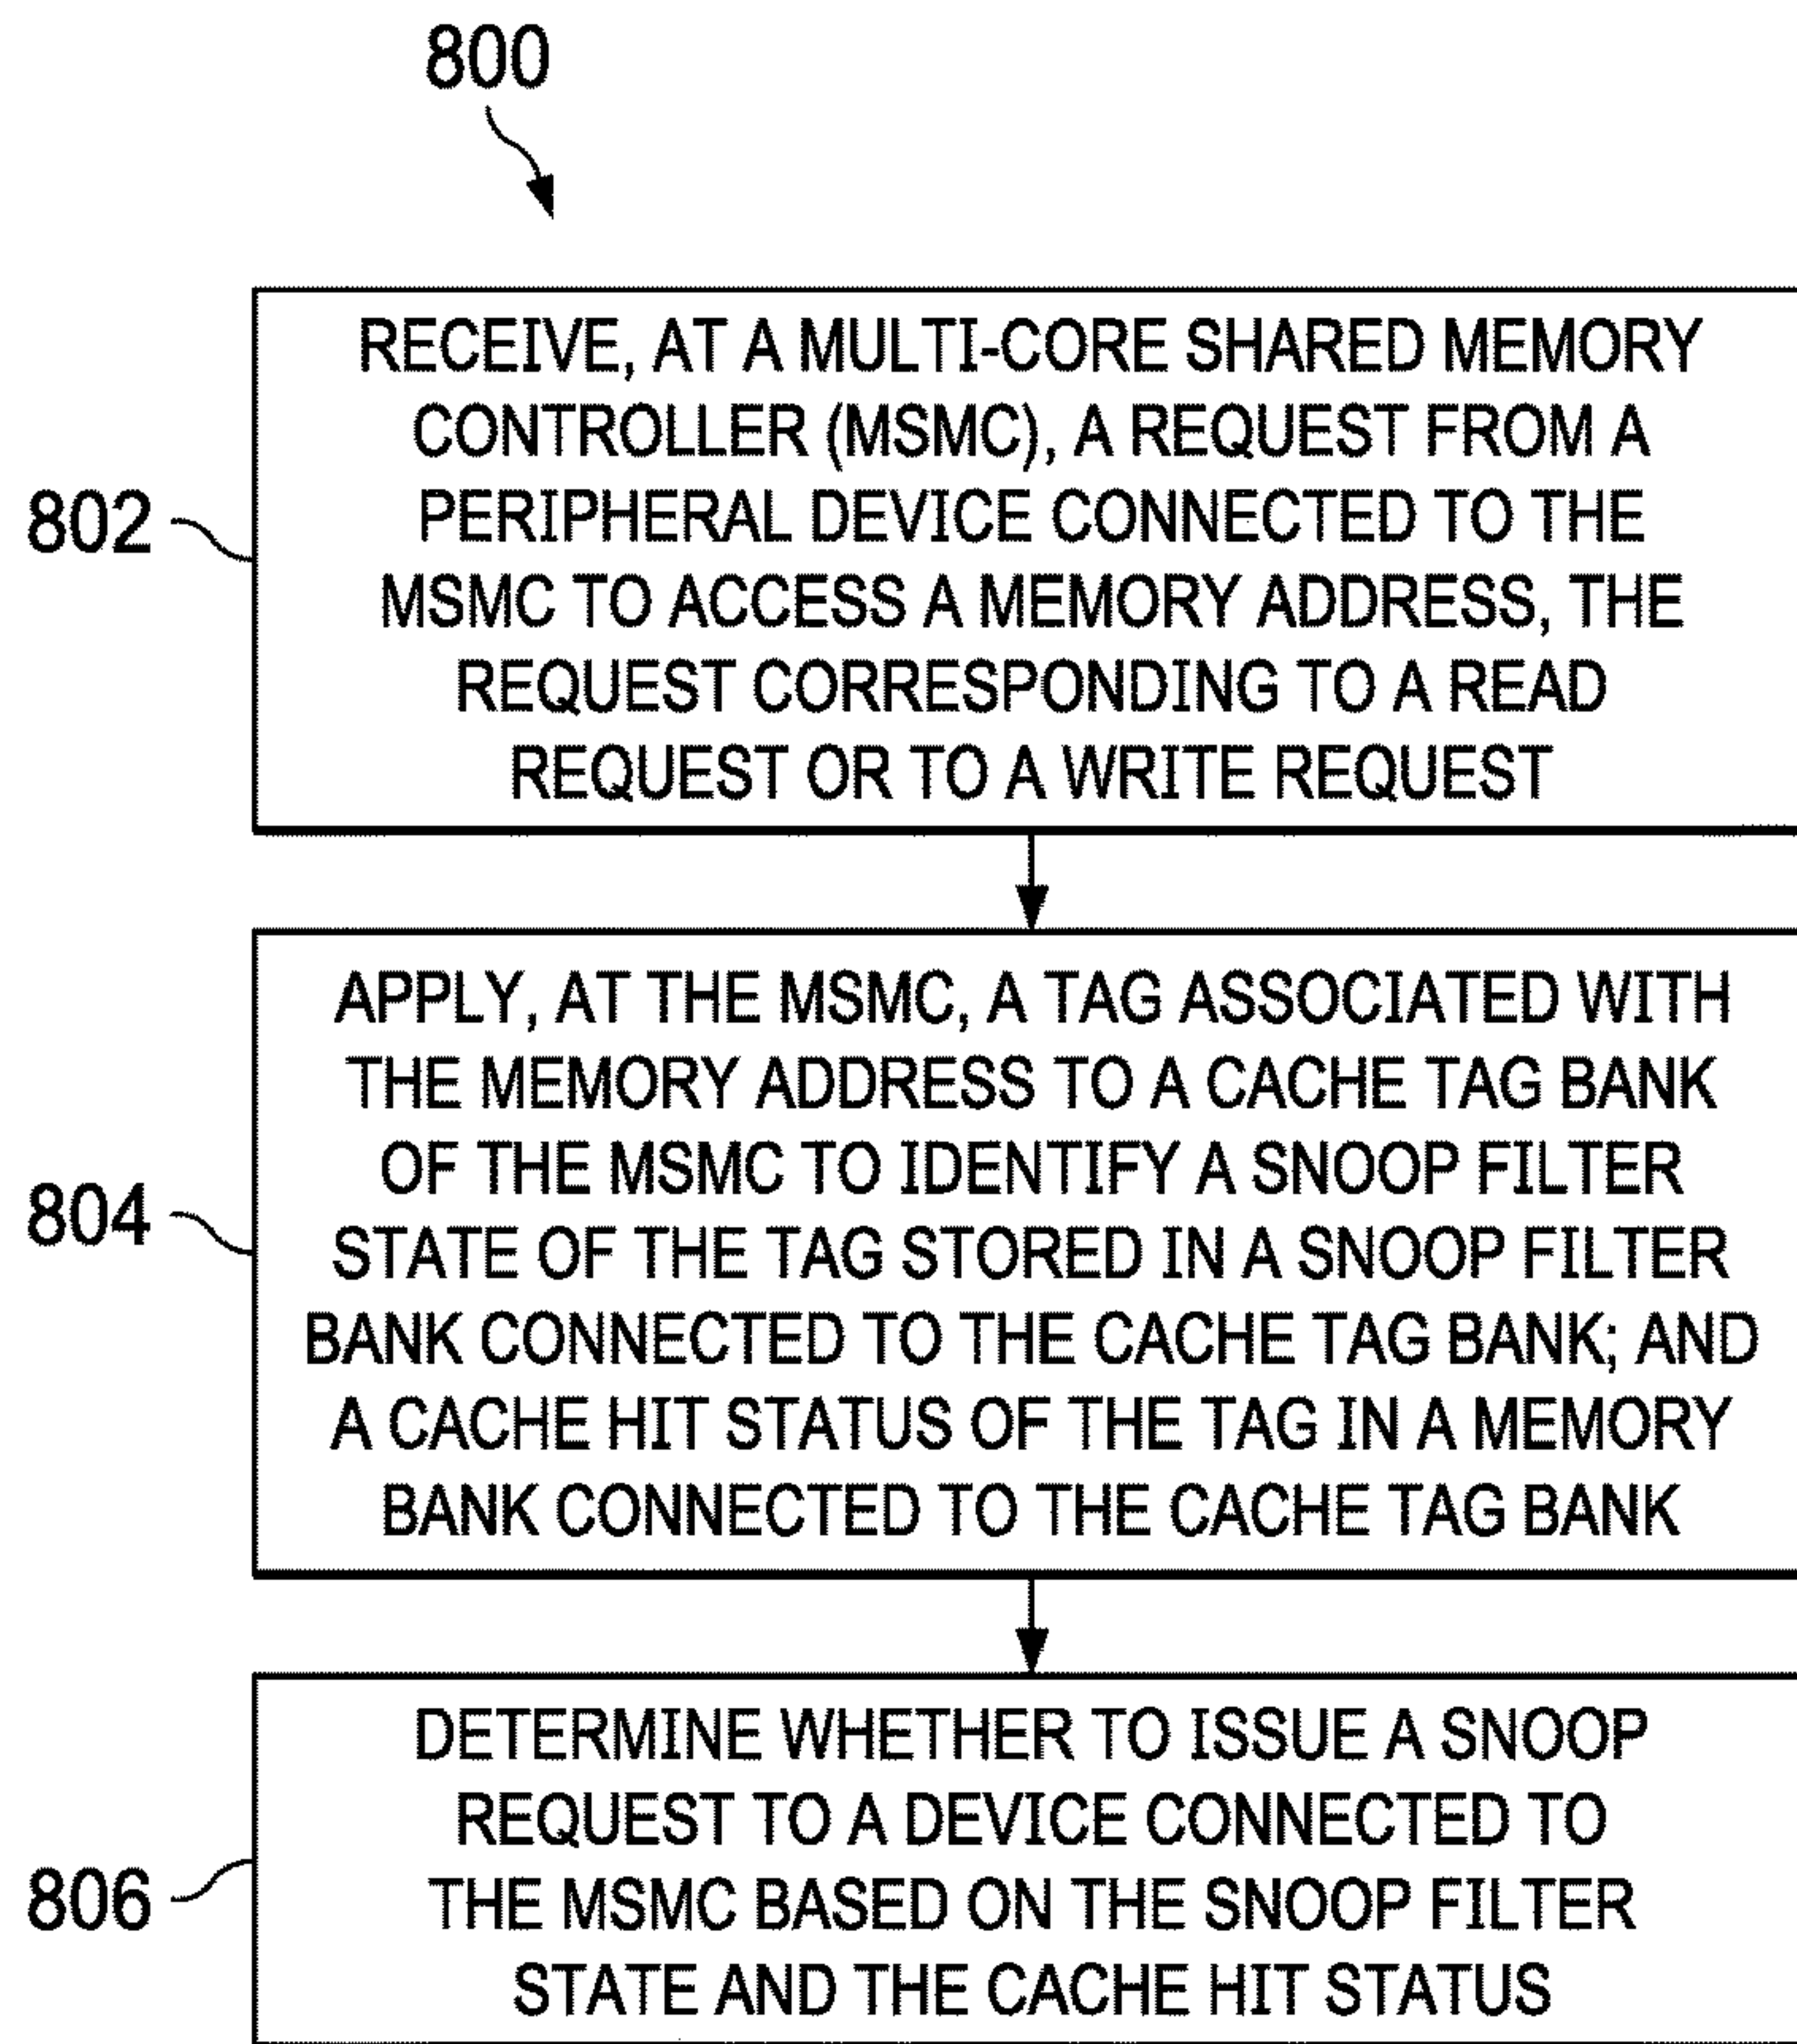 800
802
RECEIVE, AT A MULTI-CORE SHARED MEMORY
CONTROLLER (MSMC), A REQUEST FROM A
PERIPHERAL DEVICE CONNECTED TO THE
MSMC TO ACCESS A MEMORY ADDRESS, THE
REQUEST CORRESPONDING TO A READ
REQUEST OR TO A WRITE REQUEST
804
APPLY, AT THE MSMC, A TAG ASSOCIATED WITH
THE MEMORY ADDRESS TO A CACHE TAG BANK
OF THE MSMC TO IDENTIFY A SNOOP FILTER
STATE OF THE TAG STORED IN A SNOOP FILTER
BANK CONNECTED TO THE CACHE TAG BANK; AND
A CACHE HIT STATUS OF THE TAG IN A MEMORY
BANK CONNECTED TO THE CACHE TAG BANK
806
DETERMINE WHETHER TO ISSUE A SNOOP
REQUEST TO A DEVICE CONNECTED TO
THE MSMC BASED ON THE SNOOP FILTER
STATE AND THE CACHE HIT STATUS